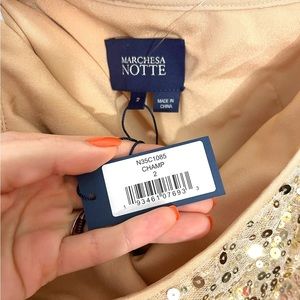 MARCHESA
NOTTE
2
MADE IN
CHINA
N35C1085
CHAMP
2
1 93461 07693 3